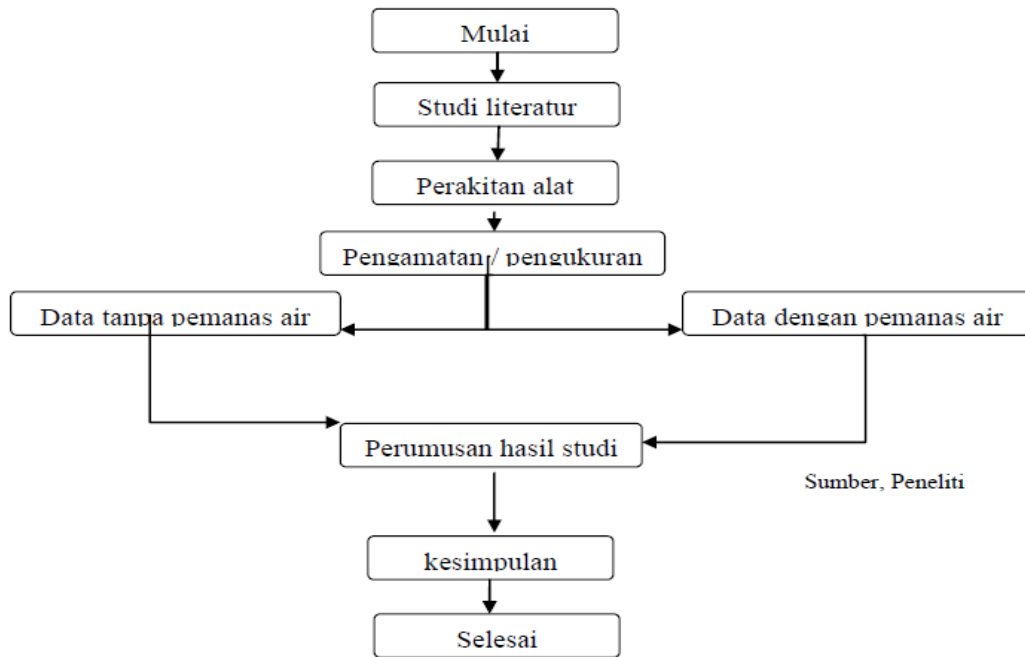 Mulai
Studi literatur
Perakitan alat
Pengamatan / pengukuran
Data tanpa pemanas air
Data dengan pemanas air
Perumusan hasil studi
Sumber, Peneliti
kesimpulan
Selesai